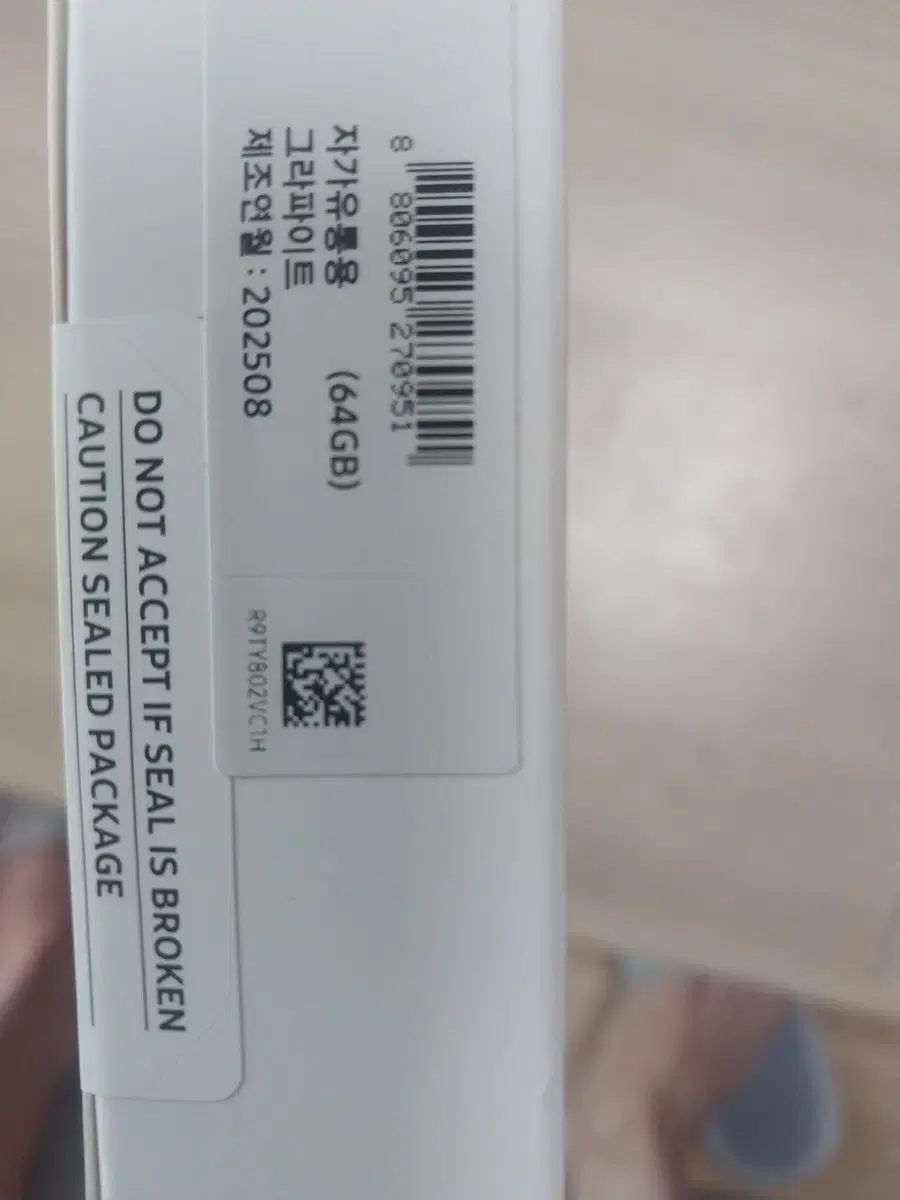 8 806095 270951
자가유통용 (64GB)
그라파이트
제조연월 : 202508
R9TY802VC1H
DO NOT ACCEPT IF SEAL IS BROKEN
CAUTION SEALED PACKAGE